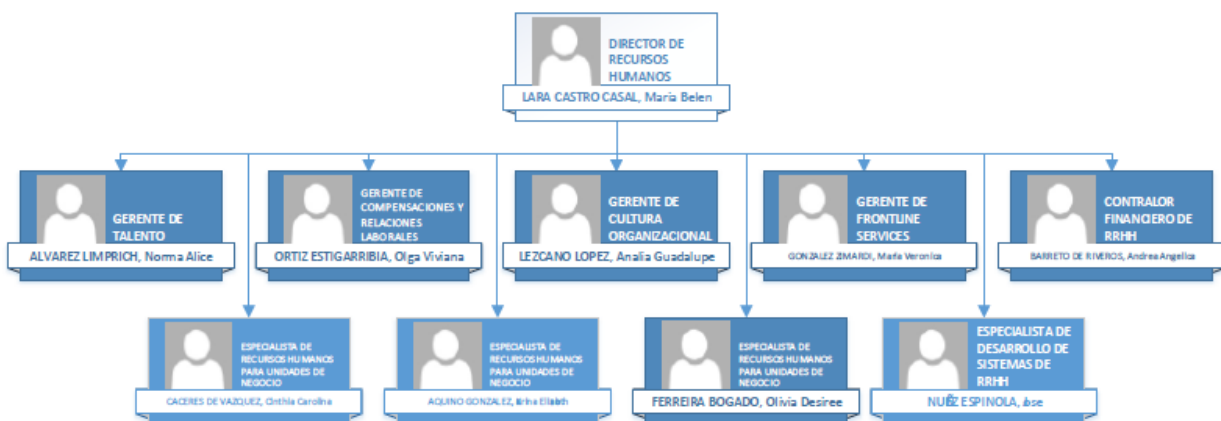 DIRECTOR DE
RECURSOS
HUMANOS
LARA CASTRO CASAL, Maria Belen
GERENTE DE
TALENTO
ALVAREZ LIMPRICH, Norma Alice
GERENTE DE
COMPENSACIONES Y
RELACIONES
LABORALES
ORTIZ ESTIGARRIBIA, Olga Viviana
GERENTE DE
CULTURA
ORGANIZACIONAL
LEZCANO LOPEZ, Analia Guadalupe
GERENTE DE
FRONTLINE
SERVICES
GONZALEZ ZIMARDI, María Veronica
CONTRALOR
FINANCIERO DE
RRHH
BARRETO DE RIVEROS, Andrea Angelica
ESPECIALISTA DE
RECURSOS HUMANOS
PARA UNIDADES DE
NEGOCIO
CACERES DE VAZQUEZ, Cinthia Carolina
ESPECIALISTA DE
RECURSOS HUMANOS
PARA UNIDADES DE
NEGOCIO
AQUINO GONZALEZ,
ESPECIALISTA DE
RECURSOS HUMANOS
PARA UNIDADES DE
NEGOCIO
FERREIRA BOGADO, Olivia Desiree
ESPECIALISTA DE
DESARROLLO DE
SISTEMAS DE
RRHH
NUÑEZ ESPINOLA, Jose